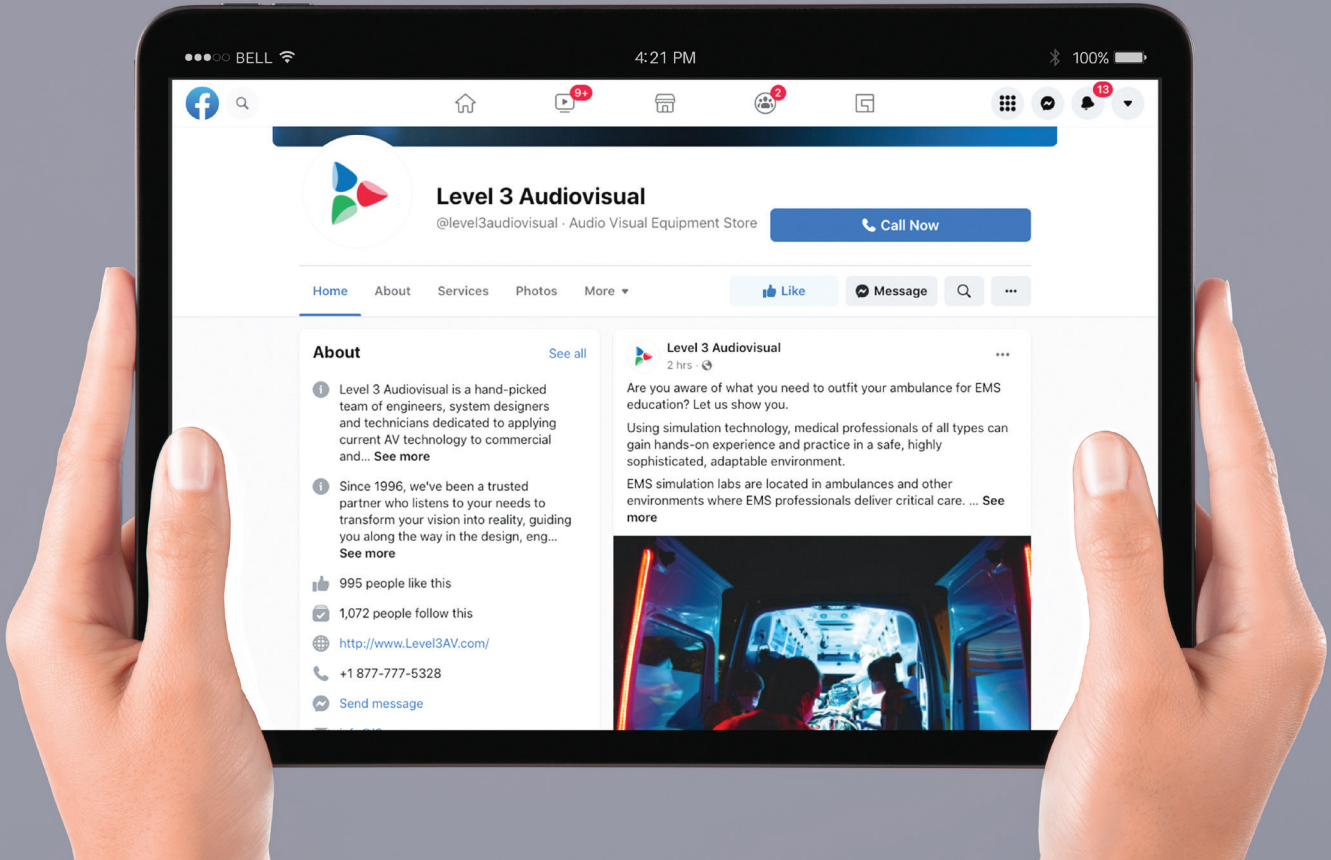 BELL
4:21 PM
100%
9+
2
13
Level 3 Audiovisual
@level3audiovisual · Audio Visual Equipment Store
Call Now
Home
About
Services
Photos
More
Like
Message
About
See all
Level 3 Audiovisual is a hand-picked
team of engineers, system designers
and technicians dedicated to applying
current AV technology to commercial
and... See more
Since 1996, we've been a trusted
partner who listens to your needs to
transform your vision into reality, guiding
you along the way in the design, eng...
See more
995 people like this
1,072 people follow this
http://www.Level3AV.com/
+1 877-777-5328
Send message
Level 3 Audiovisual
2 hrs ·
Are you aware of what you need to outfit your ambulance for EMS
education? Let us show you.
Using simulation technology, medical professionals of all types can
gain hands-on experience and practice in a safe, highly
sophisticated, adaptable environment.
EMS simulation labs are located in ambulances and other
environments where EMS professionals deliver critical care. ... See
more